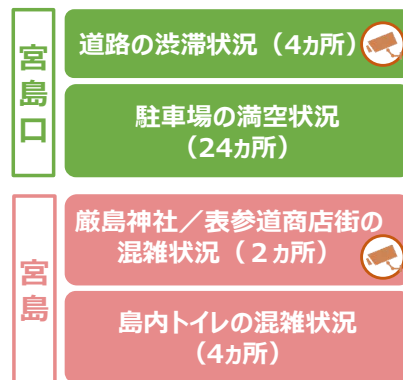 宮島口
道路の渋滞状況（4ヵ所）
駐車場の満空状況
（24ヵ所）
宮島
厳島神社／表参道商店街の
混雑状況（２ヵ所）
島内トイレの混雑状況
（4ヵ所）